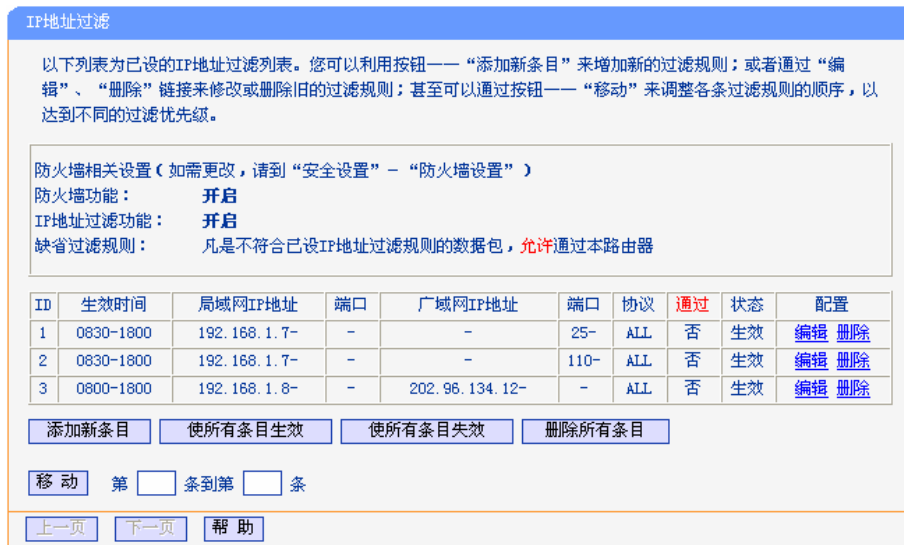 IP地址过滤
以下列表为已设的IP地址过滤列表。您可以利用按钮——“添加新条目”来增加新的过滤规则；或者通过“编
辑”、“删除”链接来修改或删除旧的过滤规则；甚至可以通过按钮——“移动”来调整各条过滤规则的顺序，以
达到不同的过滤优先级。
防火墙相关设置（如需更改，请到“安全设置”－“防火墙设置”）
防火墙功能： 开启
IP地址过滤功能： 开启
缺省过滤规则： 凡是不符合已设IP地址过滤规则的数据包，允许通过本路由器
ID 生效时间 局域网IP地址 端口 广域网IP地址 端口 协议 通过 状态 配置
1 0830-1800 192.168.1.7- - - 25- ALL 否 生效 编辑 删除
2 0830-1800 192.168.1.7- - - 110- ALL 否 生效 编辑 删除
3 0800-1800 192.168.1.8- - 202.96.134.12- - ALL 否 生效 编辑 删除
添加新条目 使所有条目生效 使所有条目失效 删除所有条目
移 动 第 条到第 条
上一页 下一页 帮 助